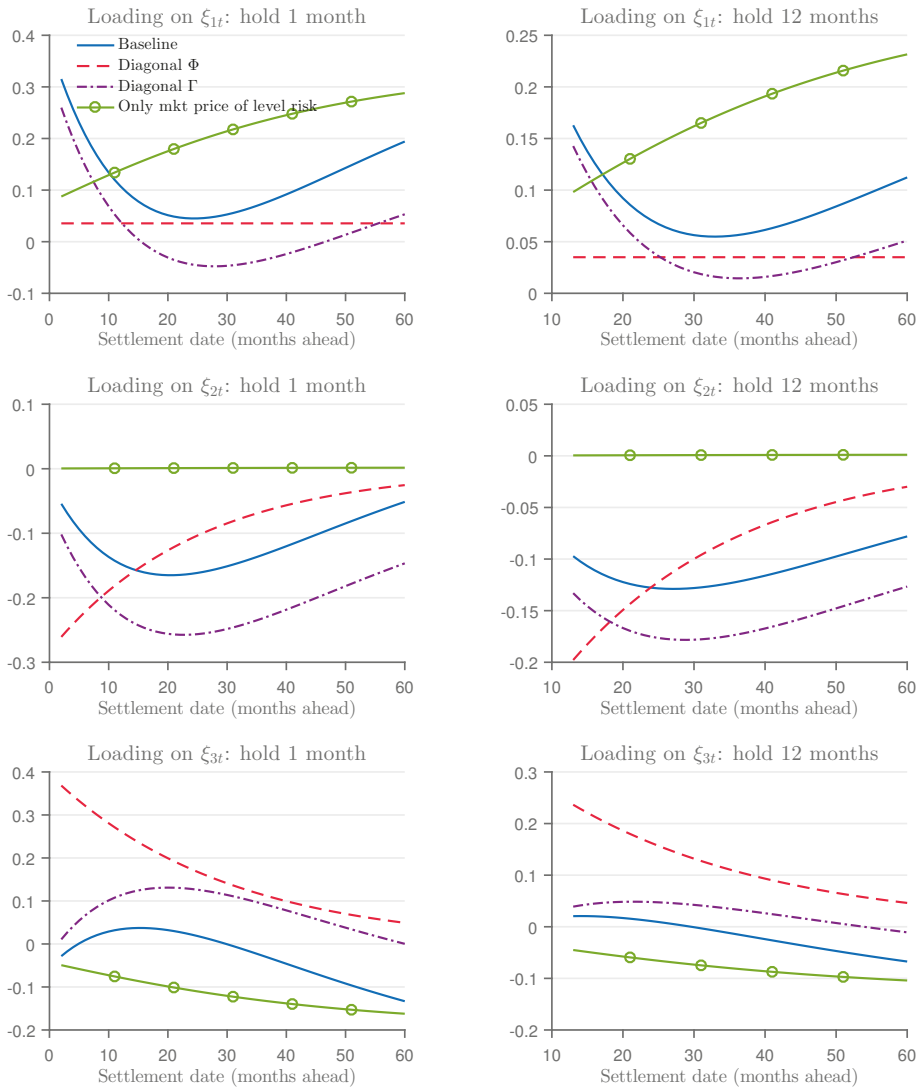 Loading on ξ1t: hold 1 month
0.4
0.3
0.2
0.1
0
-0.1
Baseline
Diagonal Φ
Diagonal Γ
Only mkt price of level risk
0 10 20 30 40 50 60
Settlement date (months ahead)
Loading on ξ1t: hold 12 months
0.25
0.2
0.15
0.1
0.05
0
10 20 30 40 50 60
Settlement date (months ahead)
Loading on ξ2t: hold 1 month
0.1
0
-0.1
-0.2
-0.3
0 10 20 30 40 50 60
Settlement date (months ahead)
Loading on ξ2t: hold 12 months
0.05
0
-0.05
-0.1
-0.15
-0.2
10 20 30 40 50 60
Settlement date (months ahead)
Loading on ξ3t: hold 1 month
0.4
0.3
0.2
0.1
0
-0.1
-0.2
0 10 20 30 40 50 60
Settlement date (months ahead)
Loading on ξ3t: hold 12 months
0.3
0.2
0.1
0
-0.1
-0.2
10 20 30 40 50 60
Settlement date (months ahead)